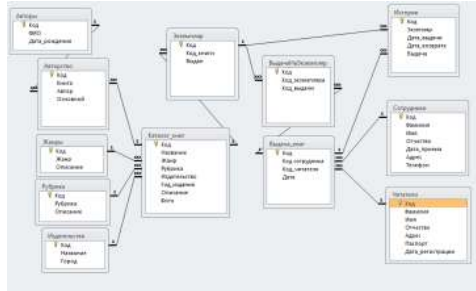 Авторы
Код
ФИО
Дата_рождения
Авторство
Код
Книга
Автор
Основной
Жанры
Код
Жанр
Описание
Рубрики
Код
Рубрика
Описание
Издательства
Код
Название
Город
Экземпляр
Код
Код_книги
Выдан
Каталог_книг
Код
Название
Жанр
Рубрика
Издательство
Год_издания
Описание
Фото
ВыдачаНаЭкземпляр
Код
Код_экземпляра
Код_выдачи
Выдача_книг
Код
Код_сотрудника
Код_читателя
Дата
История
Код
Экземпляр
Дата_выдачи
Дата_возврата
Выдача
Сотрудники
Код
Фамилия
Имя
Отчество
Дата_приема
Адрес
Телефон
Читатели
Код
Фамилия
Имя
Отчество
Адрес
Паспорт
Дата_регистрации